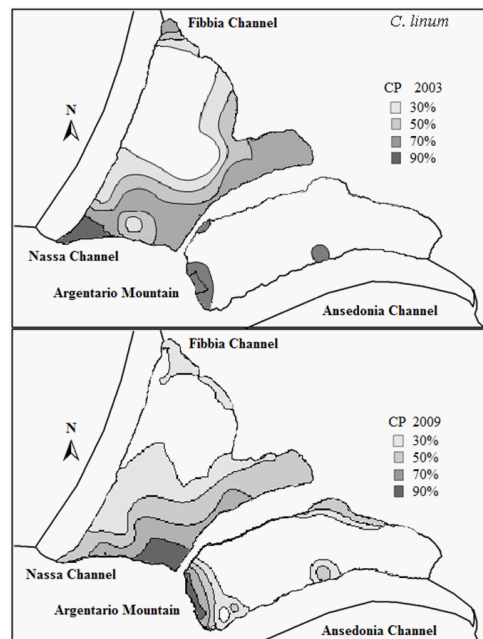 Fibbia Channel
C. linum
CP 2003
30%
50%
70%
90%
N
Nassa Channel
Argentario Mountain
Ansedonia Channel
Fibbia Channel
CP 2009
30%
50%
70%
90%
N
Nassa Channel
Argentario Mountain
Ansedonia Channel